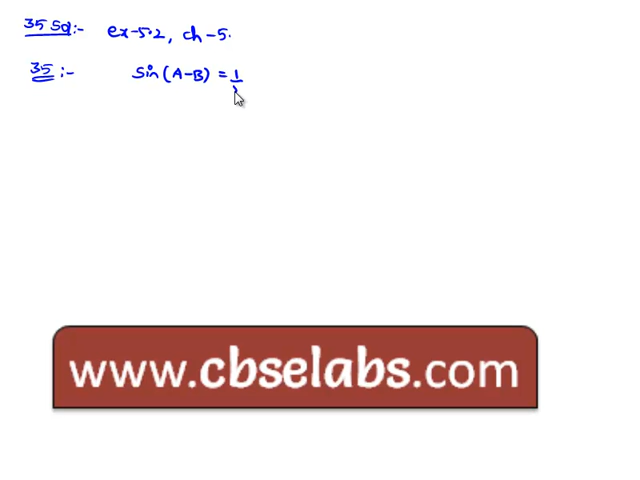 35 Sol:- ex-5.2, ch-5.
35:- Sin(A-B) = 1
www.cbselabs.com